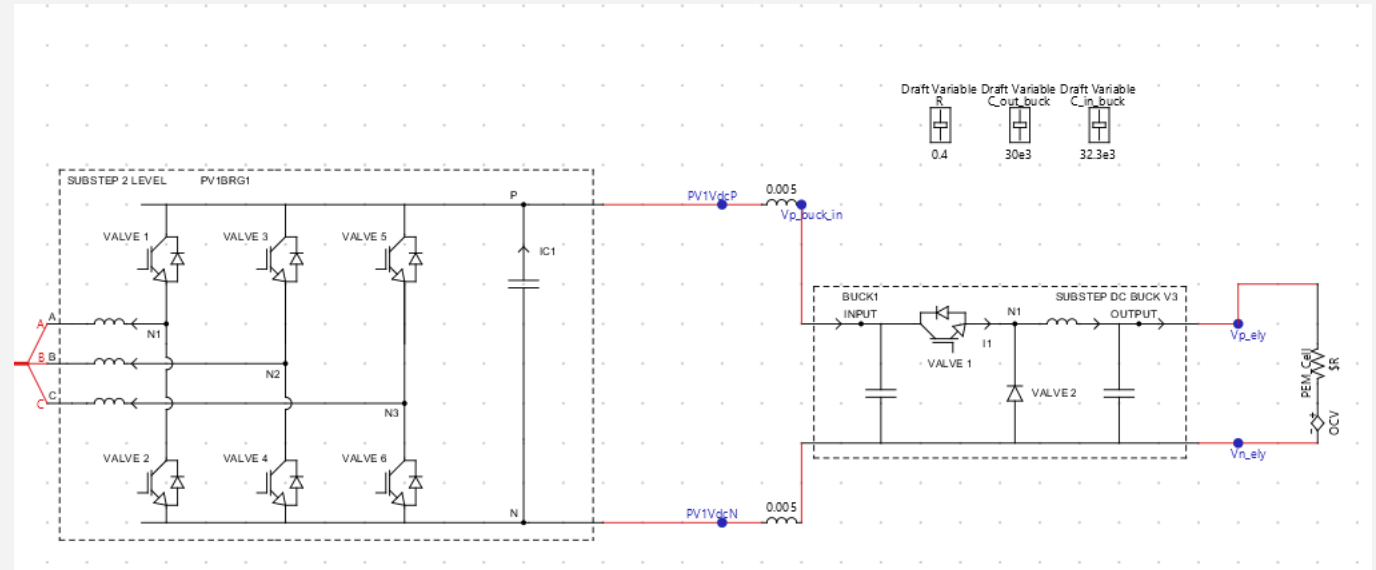 Draft Variable Draft Variable Draft Variable
R C_out_buck C_in_buck
0.4 30e3 32.3e3
SUBSTEP 2 LEVEL PV1BRG1
P
PV1VdcP
0.005
Vp_buck_in
VALVE 1 VALVE 3 VALVE 5
IC1
BUCK1 SUBSTEP DC BUCK V3
INPUT N1 OUTPUT
A A
N1
I1
VALVE 1
Vp_ely
B B
N2
PEM_Cell
$R
C C
N3
VALVE 2
- +
OCV
VALVE 2 VALVE 4 VALVE 6
Vn_ely
N
PV1VdcN
0.005